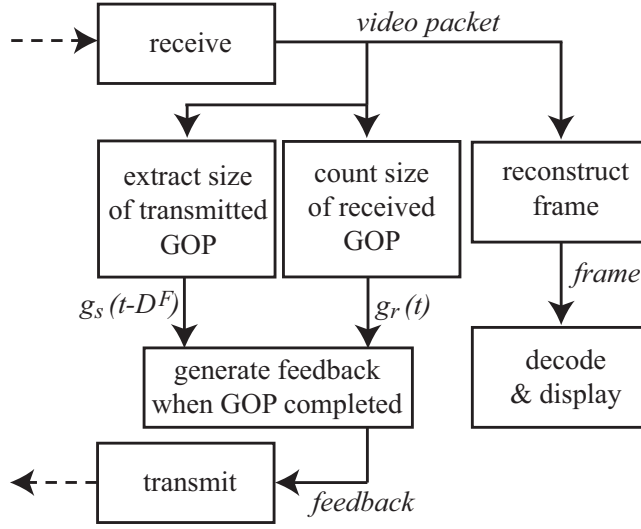 receive
video packet
extract size
of transmitted
GOP
count size
of received
GOP
reconstruct
frame
g_s (t-D^F)
g_r (t)
frame
generate feedback
when GOP completed
decode
& display
transmit
feedback